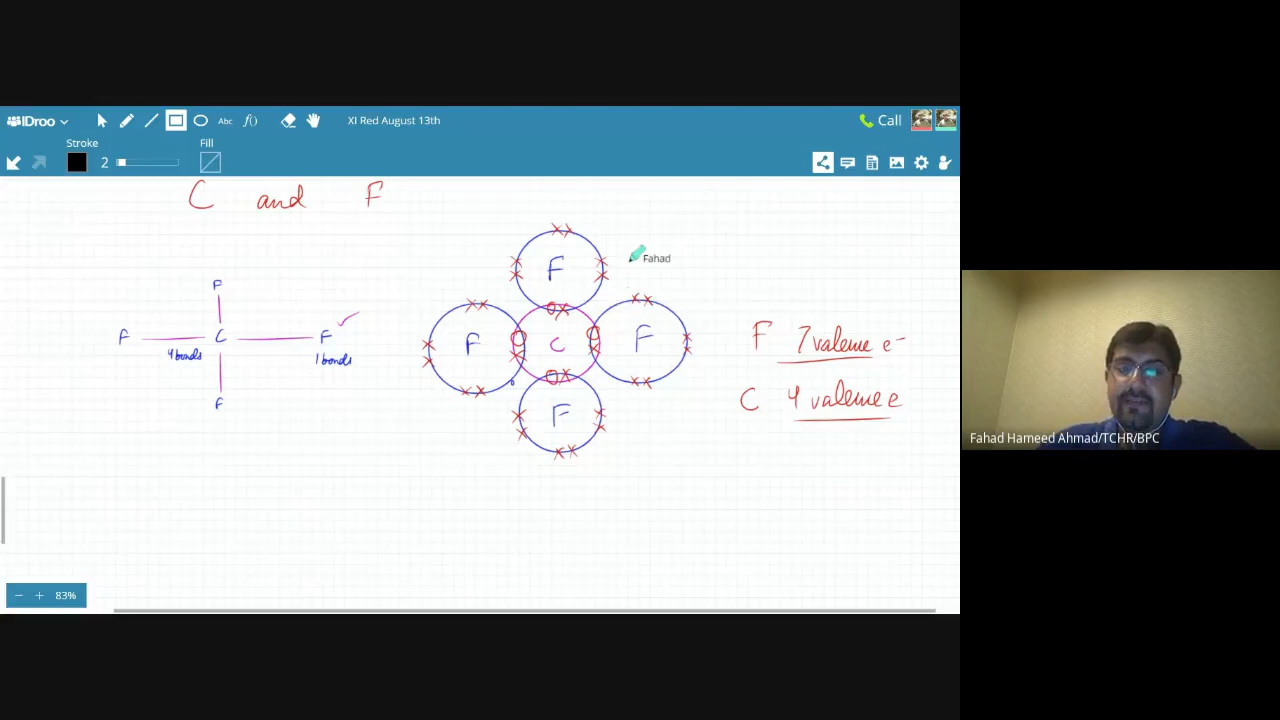 IDroo
Abc
f()
XI Red August 13th
Call
Stroke
Fill
2
C and F
F
F C F
4 bonds
1 bonds
F
F
Fahad
F C F
F
F 7 valence e-
C 4 valence e
83%
Fahad Hameed Ahmad/TCHR/BPC